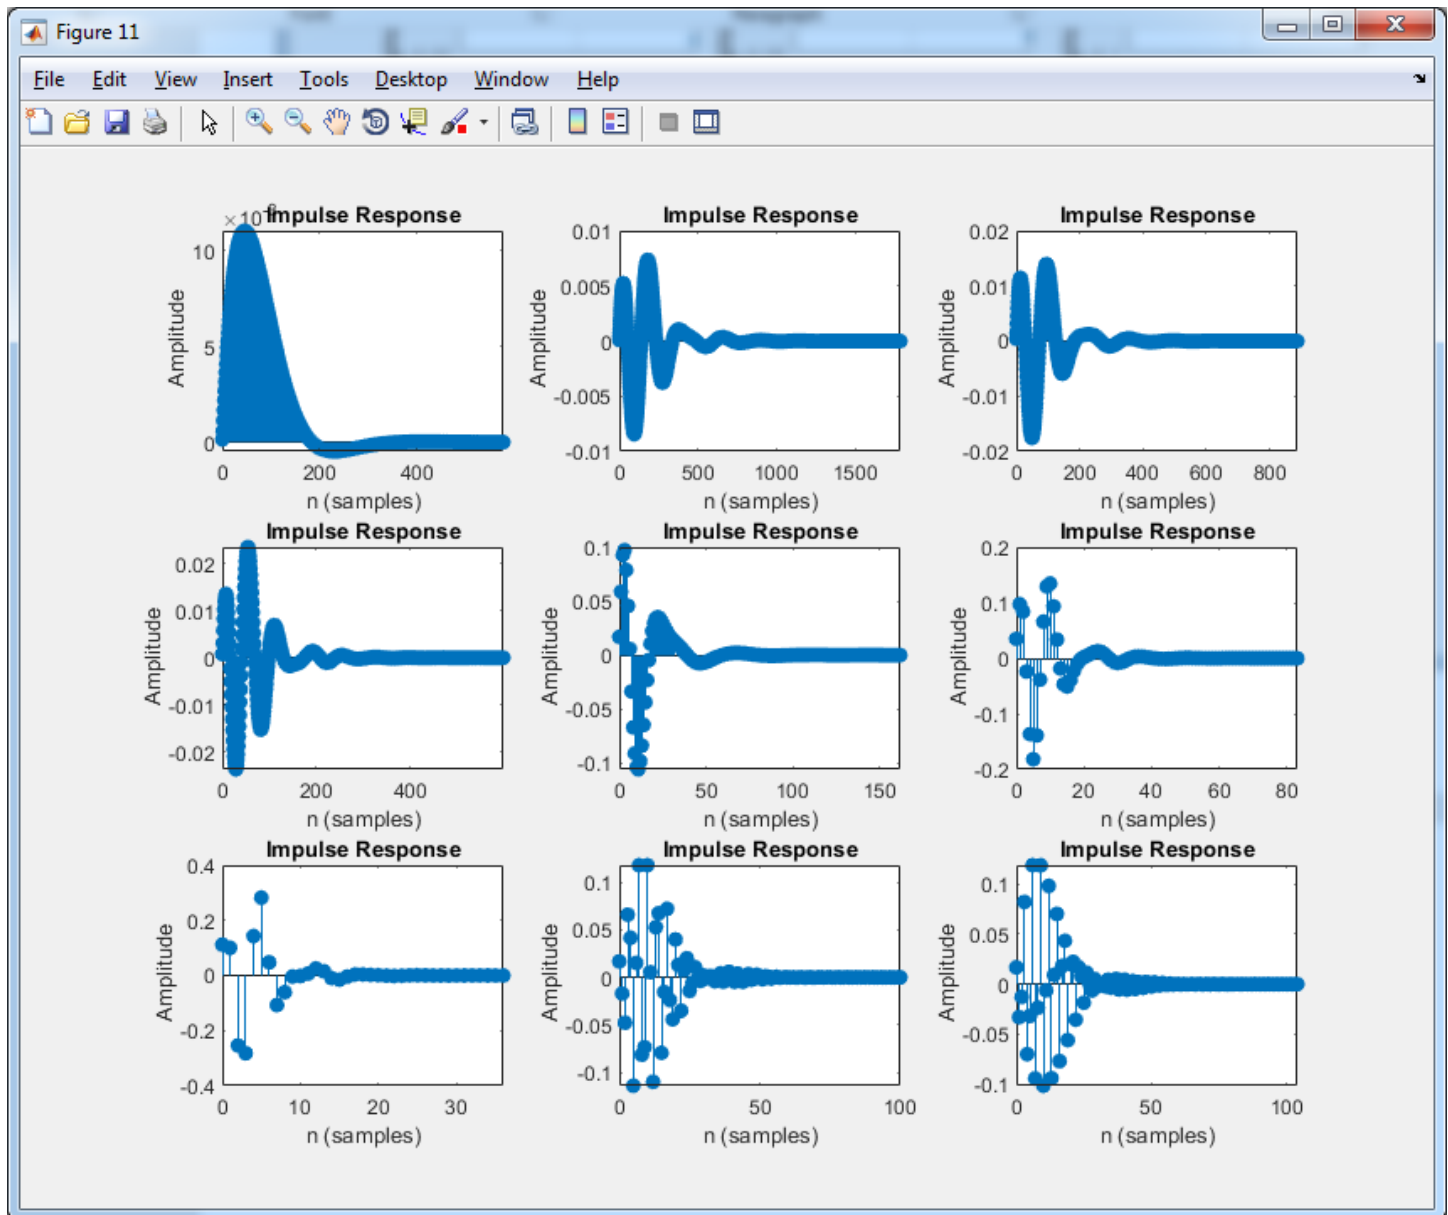 Figure 11
File Edit View Insert Tools Desktop Window Help
×10
Impulse Response
10
5
0
Amplitude
0 200 400
n (samples)
Impulse Response
0.01
0.005
0
-0.005
-0.01
Amplitude
0 500 1000 1500
n (samples)
Impulse Response
0.02
0.01
0
-0.01
-0.02
Amplitude
0 200 400 600 800
n (samples)
Impulse Response
0.02
0.01
0
-0.01
-0.02
Amplitude
0 200 400
n (samples)
Impulse Response
0.1
0.05
0
-0.05
-0.1
Amplitude
0 50 100 150
n (samples)
Impulse Response
0.2
0.1
0
-0.1
-0.2
Amplitude
0 20 40 60 80
n (samples)
Impulse Response
0.4
0.2
0
-0.2
-0.4
Amplitude
0 10 20 30
n (samples)
Impulse Response
0.1
0.05
0
-0.05
-0.1
Amplitude
0 50 100
n (samples)
Impulse Response
0.1
0.05
0
-0.05
-0.1
Amplitude
0 50 100
n (samples)